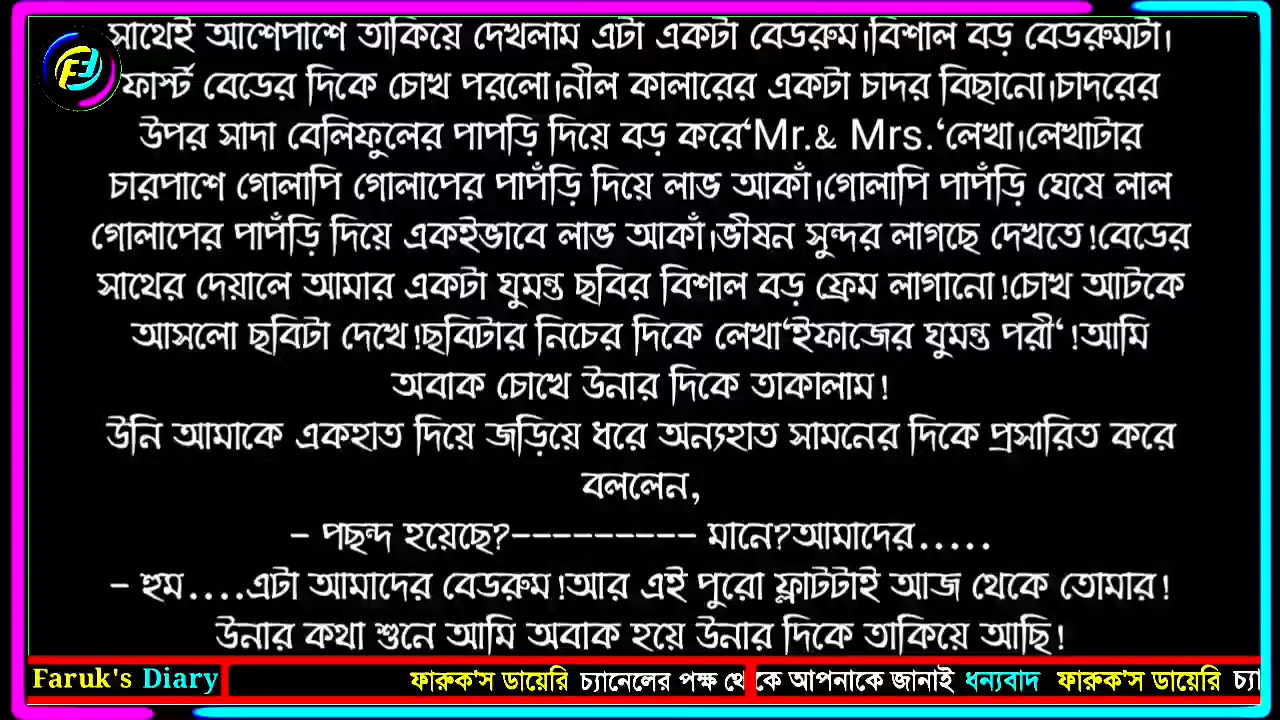 সাথেই আশেপাশে তাকিয়ে দেখলাম এটা একটা বেডরুম।বিশাল বড় বেডরুমটা।
ফার্স্ট বেডের দিকে চোখ পরলো।নীল কালারের একটা চাদর বিছানো।চাদরের
উপর সাদা বেলিফুলের পাপড়ি দিয়ে বড় করে‘Mr.& Mrs.‘লেখা।লেখাটার
চারপাশে গোলাপি গোলাপের পাপঁড়ি দিয়ে লাভ আকাঁ।গোলাপি পাপঁড়ি ঘেষে লাল
গোলাপের পাপঁড়ি দিয়ে একইভাবে লাভ আকাঁ।ভীষন সুন্দর লাগছে দেখতে!বেডের
সাথের দেয়ালে আমার একটা ঘুমন্ত ছবির বিশাল বড় ফ্রেম লাগানো!চোখ আটকে
আসলো ছবিটা দেখে!ছবিটার নিচের দিকে লেখা‘ইফাজের ঘুমন্ত পরী‘!আমি
অবাক চোখে উনার দিকে তাকালাম!
উনি আমাকে একহাত দিয়ে জড়িয়ে ধরে অন্যহাত সামনের দিকে প্রসারিত করে
বললেন,
- পছন্দ হয়েছে?--------- মানে?আমাদের.....
- হুম....এটা আমাদের বেডরুম!আর এই পুরো ফ্লাটটাই আজ থেকে তোমার!
উনার কথা শুনে আমি অবাক হয়ে উনার দিকে তাকিয়ে আছি!
Faruk's Diary ফারুক'স ডায়েরি চ্যানেলের পক্ষ থেকে আপনাকে জানাই ধন্যবাদ ফারুক'স ডায়েরি চ্যা